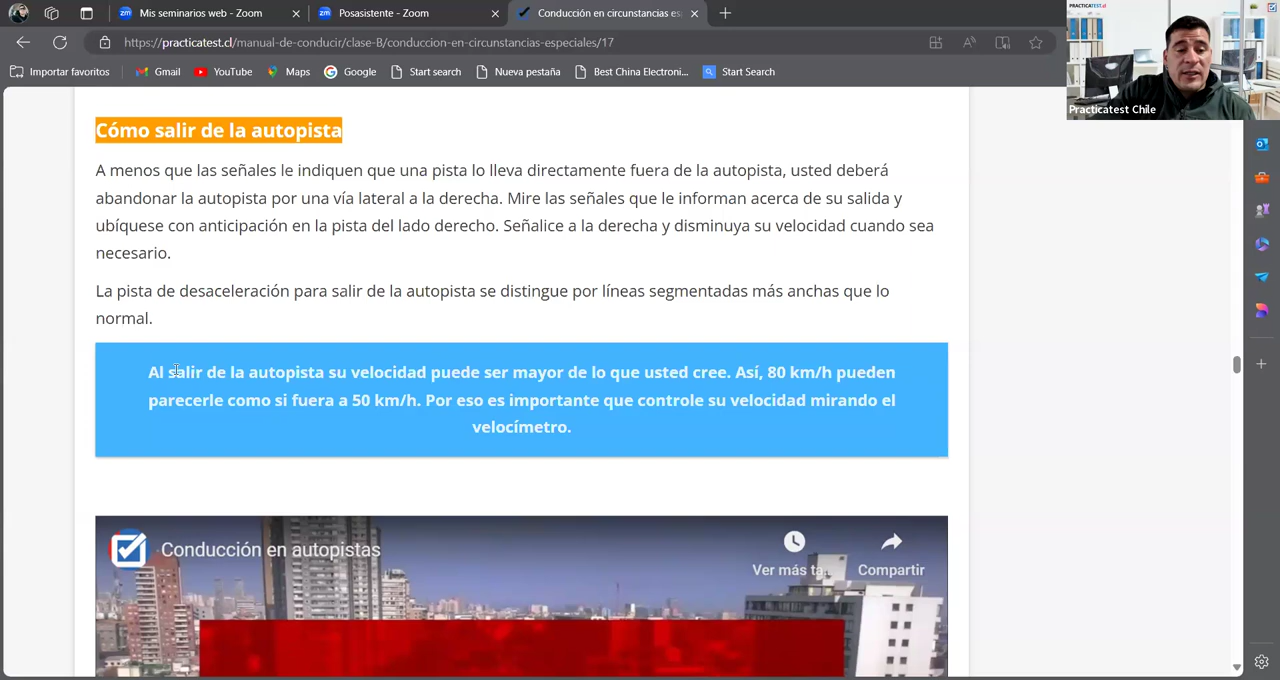 Mis seminarios web - Zoom
Posasistente - Zoom
Conducción en circunstancias es
https://practicatest.cl/manual-de-conducir/clase-B/conduccion-en-circunstancias-especiales/17
Importar favoritos
Gmail
YouTube
Maps
Google
Start search
Nueva pestaña
Best China Electroni...
Start Search
PRACTICATEST.cl
Practicatest Chile
Cómo salir de la autopista
A menos que las señales le indiquen que una pista lo lleva directamente fuera de la autopista, usted deberá
abandonar la autopista por una vía lateral a la derecha. Mire las señales que le informan acerca de su salida y
ubíquese con anticipación en la pista del lado derecho. Señalice a la derecha y disminuya su velocidad cuando sea
necesario.
La pista de desaceleración para salir de la autopista se distingue por líneas segmentadas más anchas que lo
normal.
Al salir de la autopista su velocidad puede ser mayor de lo que usted cree. Así, 80 km/h pueden
parecerle como si fuera a 50 km/h. Por eso es importante que controle su velocidad mirando el
velocímetro.
Conducción en autopistas
Ver más ta...
Compartir